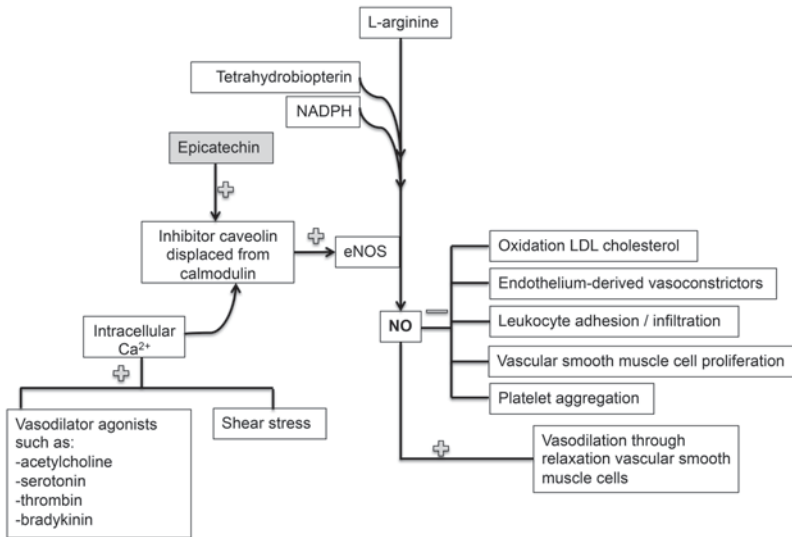 L-arginine
Tetrahydrobiopterin
NADPH
Epicatechin
Inhibitor caveolin
displaced from
calmodulin
eNOS
Intracellular
Ca²⁺
Vasodilator agonists
such as:
-acetylcholine
-serotonin
-thrombin
-bradykinin
Shear stress
NO
Oxidation LDL cholesterol
Endothelium-derived vasoconstrictors
Leukocyte adhesion / infiltration
Vascular smooth muscle cell proliferation
Platelet aggregation
Vasodilation through
relaxation vascular smooth
muscle cells